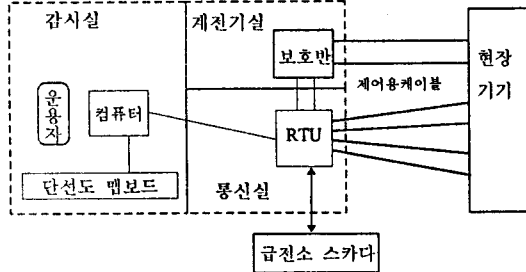 감시실
계전기실
보호반
현장
기기
제어용케이블
운용자
컴퓨터
RTU
단선도 맵보드
통신실
급전소 스카다